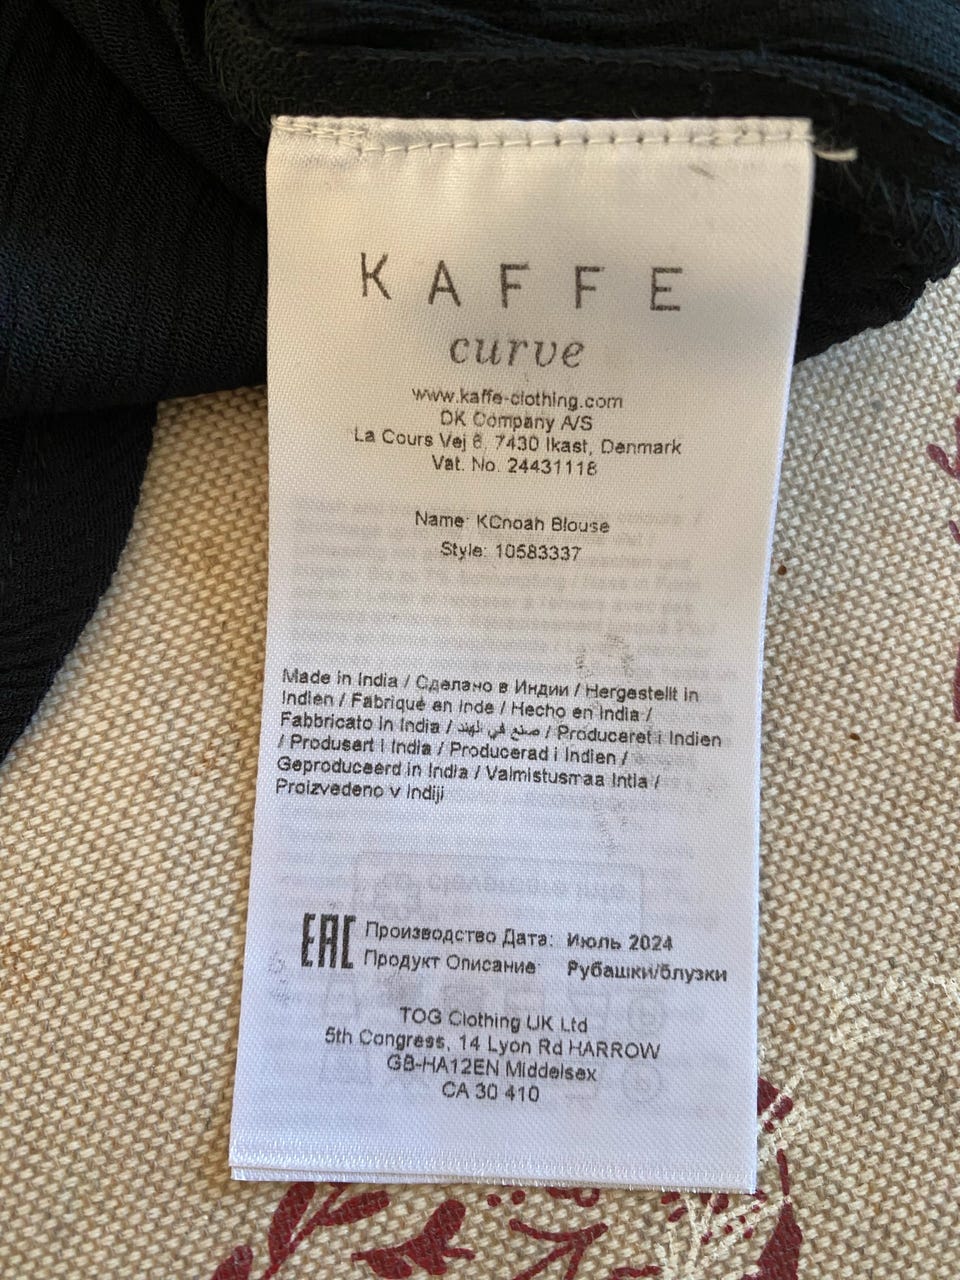 KAFFE
curve
www.kaffe-clothing.com
DK Company A/S
La Cours Vej 6, 7430 Ikast, Denmark
Vat. No. 24431118
Name: KCnoah Blouse
Style: 10583337
Made in India / Сделано в Индии / Hergestellt in
Indien / Fabriqué en Inde / Hecho en India /
Fabbricato in India / صنع في الهند / Produceret i Indien
/ Produsert i India / Producerad i Indien /
Geproduceerd in India / Valmistusmaa Intia /
Proizvedeno v Indiji
EAC Производство Дата: Июль 2024
Продукт Описание: Рубашки/блузки
TOG Clothing UK Ltd
5th Congress, 14 Lyon Rd HARROW
GB-HA12EN Middelsex
CA 30 410